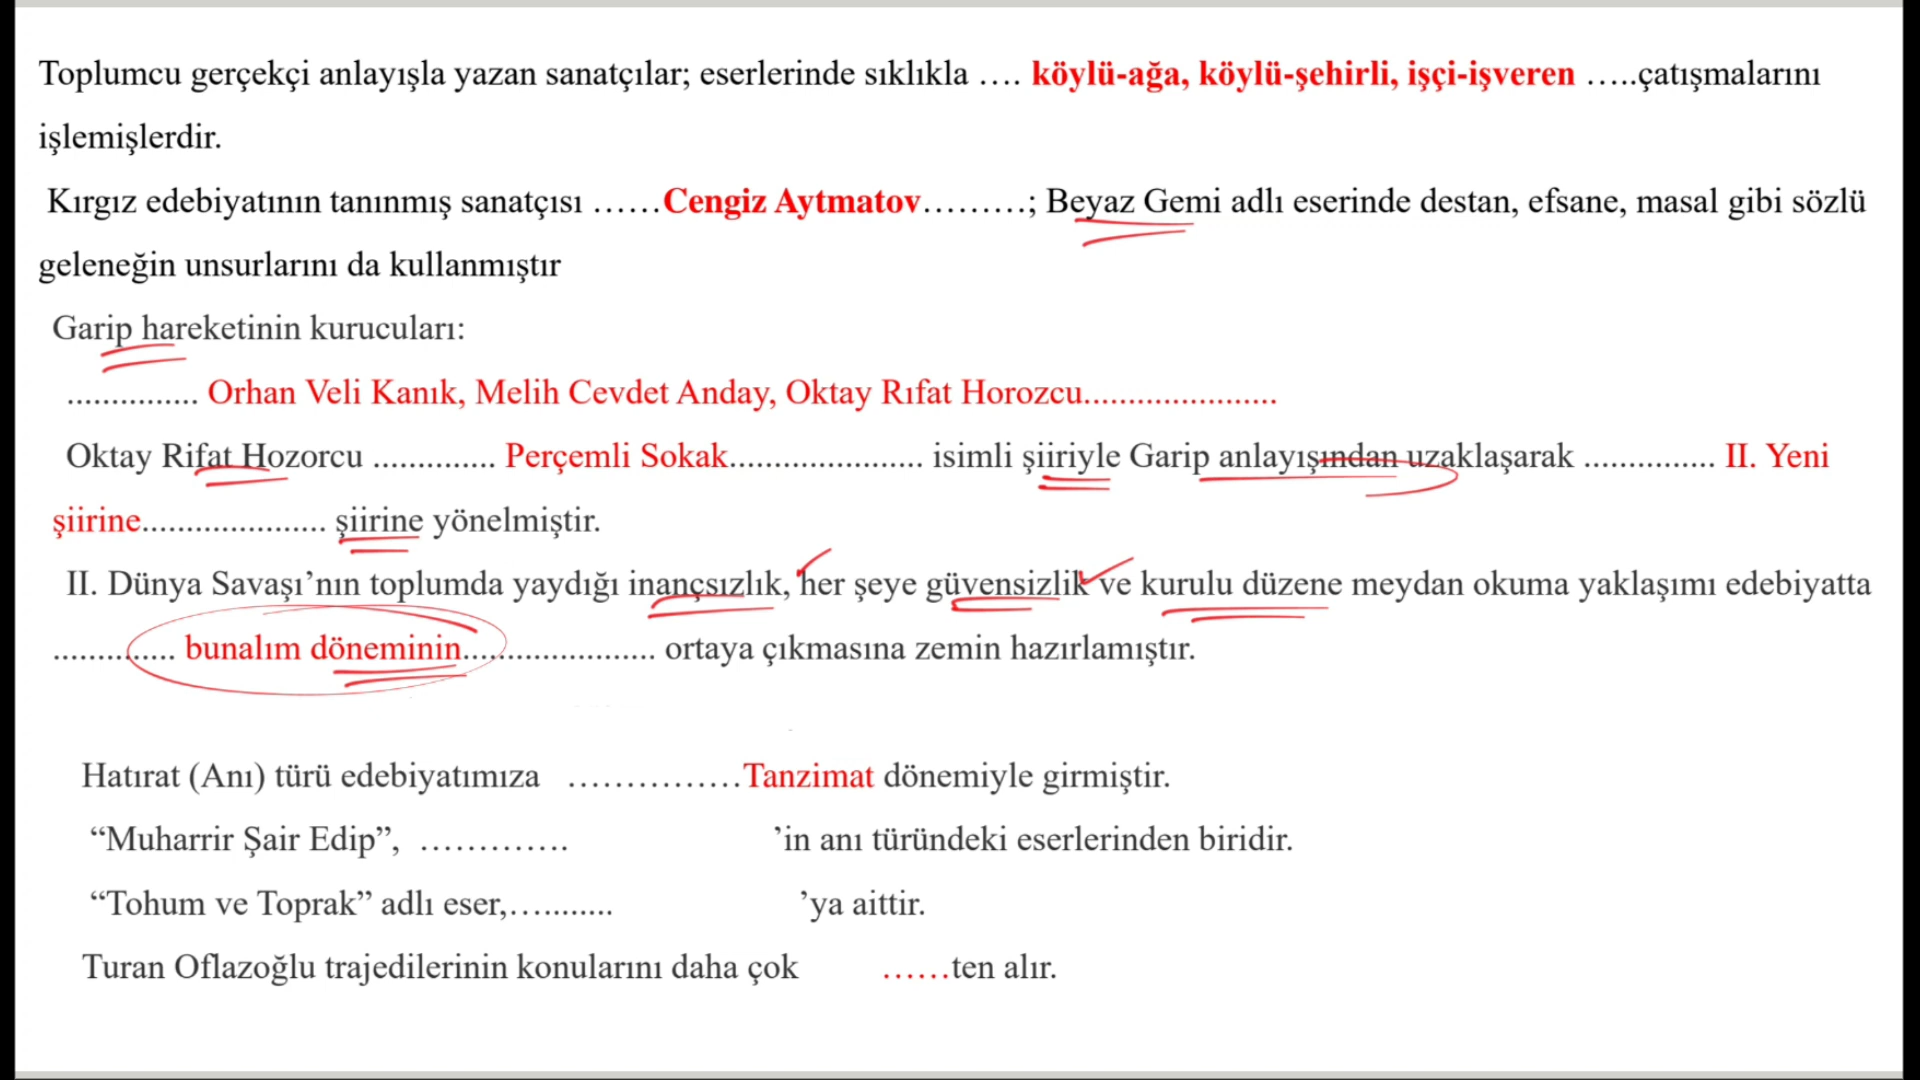 Toplumcu gerçekçi anlayışla yazan sanatçılar; eserlerinde sıklıkla …. köylü-ağa, köylü-şehirli, işçi-işveren …..çatışmalarını
işlemişlerdir.
Kırgız edebiyatının tanınmış sanatçısı ……Cengiz Aytmatov………; Beyaz Gemi adlı eserinde destan, efsane, masal gibi sözlü
geleneğin unsurlarını da kullanmıştır
Garip hareketinin kurucuları:
............... Orhan Veli Kanık, Melih Cevdet Anday, Oktay Rıfat Horozcu......................
Oktay Rifat Hozorcu .............. Perçemli Sokak...................... isimli şiiriyle Garip anlayışından uzaklaşarak ............... II. Yeni
şiirine..................... şiirine yönelmiştir.
II. Dünya Savaşı’nın toplumda yaydığı inançsızlık, her şeye güvensizlik ve kurulu düzene meydan okuma yaklaşımı edebiyatta
.............. bunalım döneminin...................... ortaya çıkmasına zemin hazırlamıştır.
Hatırat (Anı) türü edebiyatımıza ……………Tanzimat dönemiyle girmiştir.
“Muharrir Şair Edip”, …………. ’in anı türündeki eserlerinden biridir.
“Tohum ve Toprak” adlı eser,…........ ’ya aittir.
Turan Oflazoğlu trajedilerinin konularını daha çok ……ten alır.